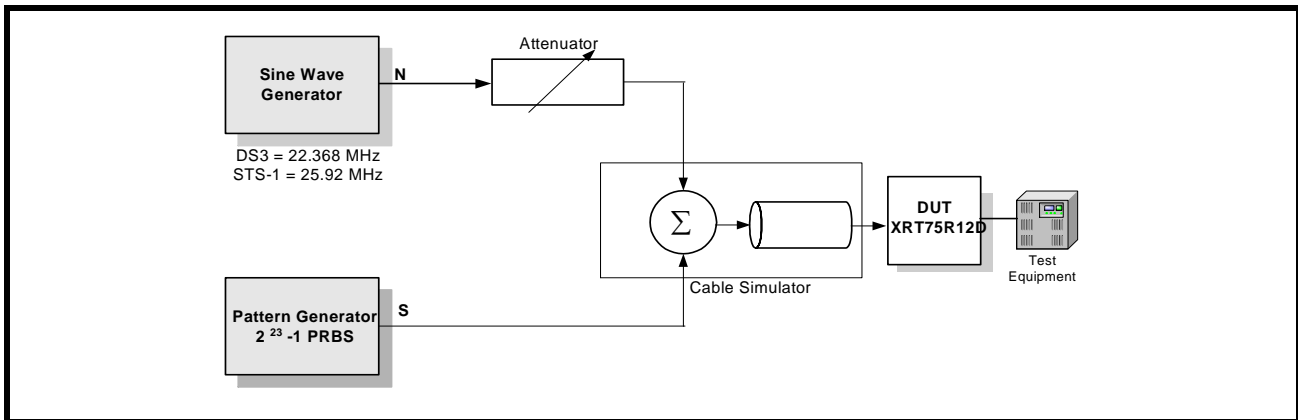 Attenuator
Sine Wave
Generator
N
DS3 = 22.368 MHz
STS-1 = 25.92 MHz
Σ
DUT
XRT75R12D
Test
Equipment
Cable Simulator
Pattern Generator
2 23 -1 PRBS
S